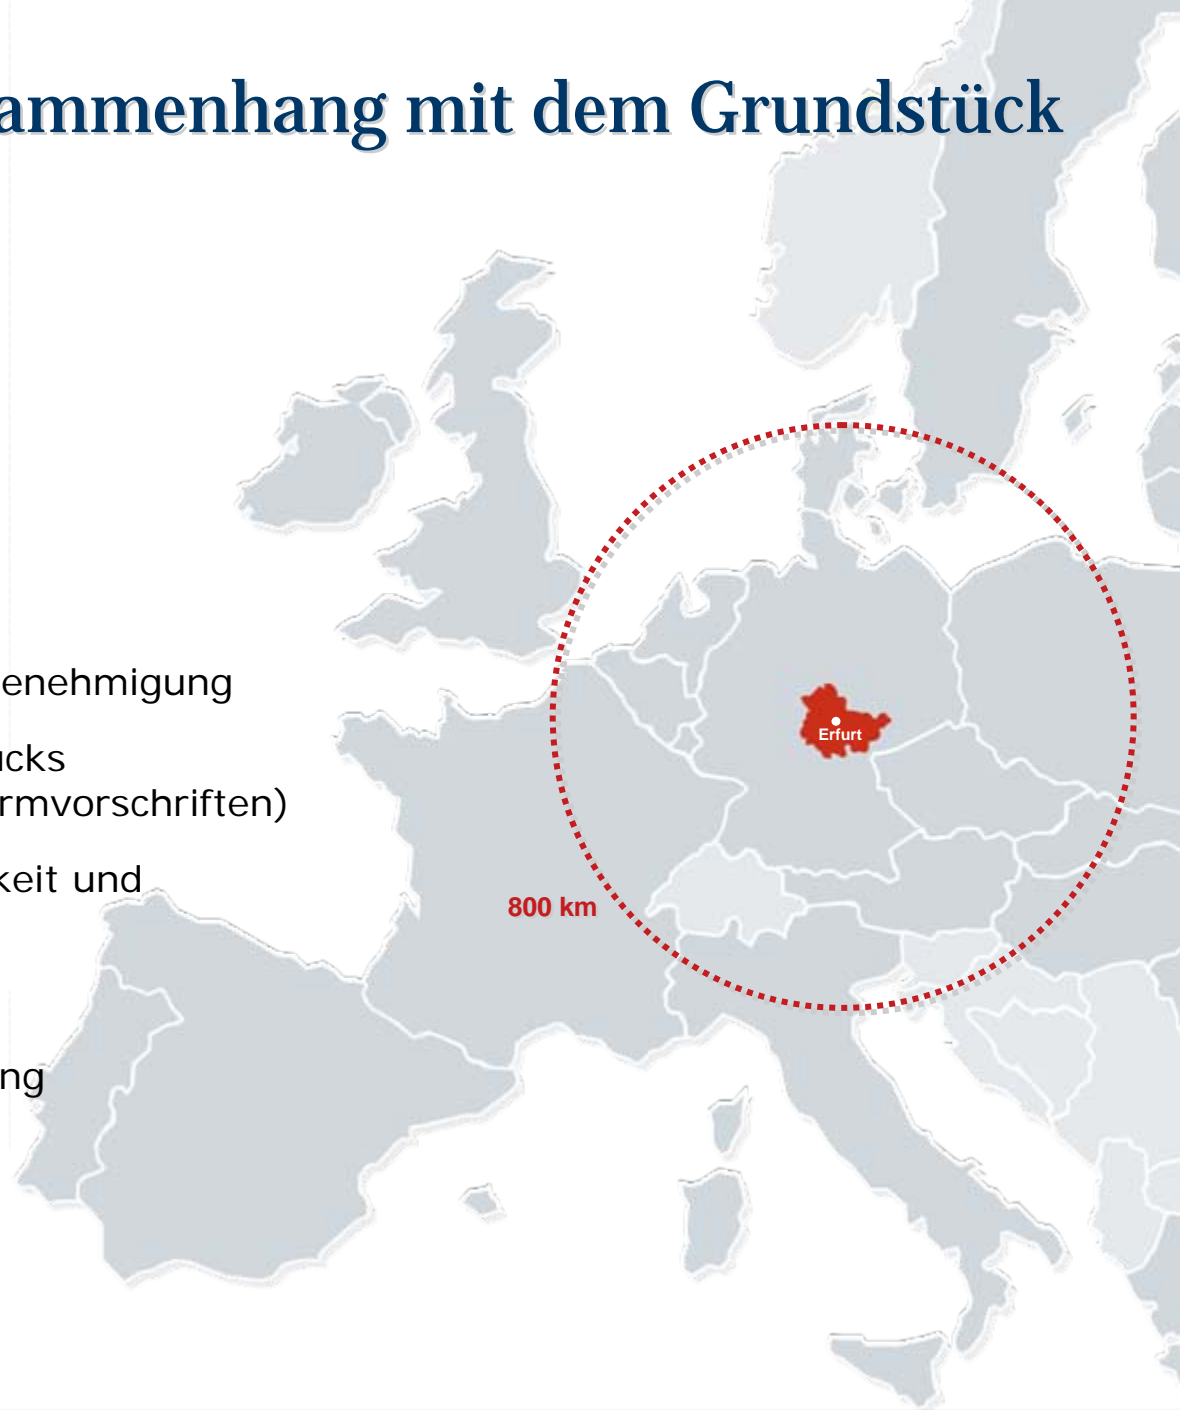 ammenhang mit dem Grundstück
enehmigung
Erfurt
ucks
rmvorschriften)
keit und
800 km
ng